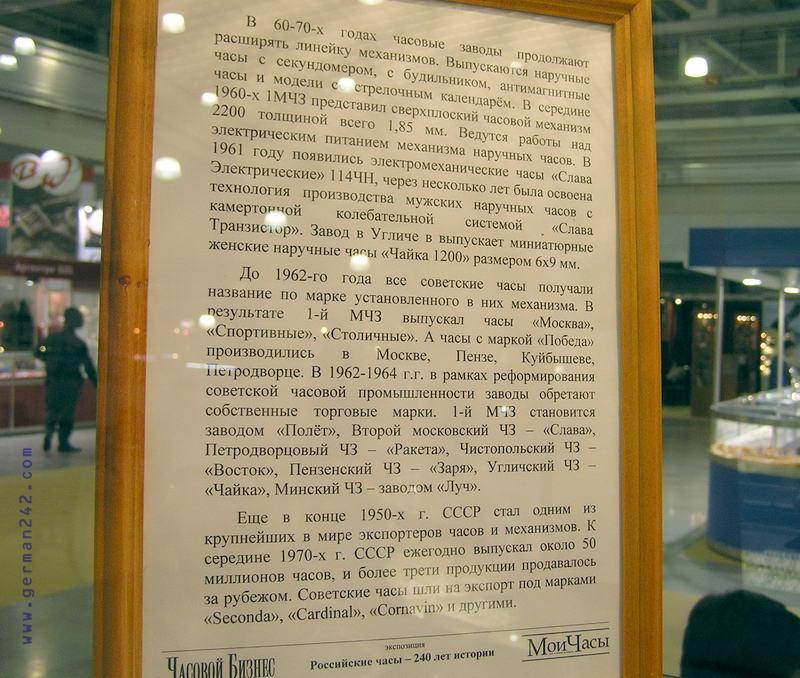 В 60-70-х годах часовые заводы продолжают
расширять линейку механизмов. Выпускаются наручные
часы с секундомером, с будильником, антимагнитные
часы и модели с стрелочным календарём. В середине
1960-х 1МЧЗ представил сверхплоский часовой механизм
2200 толщиной всего 1,85 мм. Ведутся работы над
электрическим питанием механизма наручных часов. В
1961 году появились электромеханические часы «Слава
Электрические» 114ЧН, через несколько лет была освоена
технология производства мужских наручных часов с
камертонной колебательной системой «Слава
Транзистор». Завод в Угличе в выпускает миниатюрные
женские наручные часы «Чайка 1200» размером 6х9 мм.
До 1962-го года все советские часы получали
название по марке установленного в них механизма. В
результате 1-й МЧЗ выпускал часы «Москва»,
«Спортивные», «Столичные». А часы с маркой «Победа»
производились в Москве, Пензе, Куйбышеве,
Петродворце. В 1962-1964 г.г. в рамках реформирования
советской часовой промышленности заводы обретают
собственные торговые марки. 1-й МЧЗ становится
заводом «Полёт», Второй московский ЧЗ – «Слава»,
Петродворцовый ЧЗ – «Ракета», Чистопольский ЧЗ –
«Восток», Пензенский ЧЗ – «Заря», Угличский ЧЗ –
«Чайка», Минский ЧЗ – заводом «Луч».
Еще в конце 1950-х г. СССР стал одним из
крупнейших в мире экспортеров часов и механизмов. К
середине 1970-х г. СССР ежегодно выпускал около 50
миллионов часов, и более трети продукции продавалось
за рубежом. Советские часы шли на экспорт под марками
«Seconda», «Cardinal», «Cornavin» и другими.
Часовой Бизнес
экспозиция
Российские часы – 240 лет истории
МоиЧасы
www.german242.com